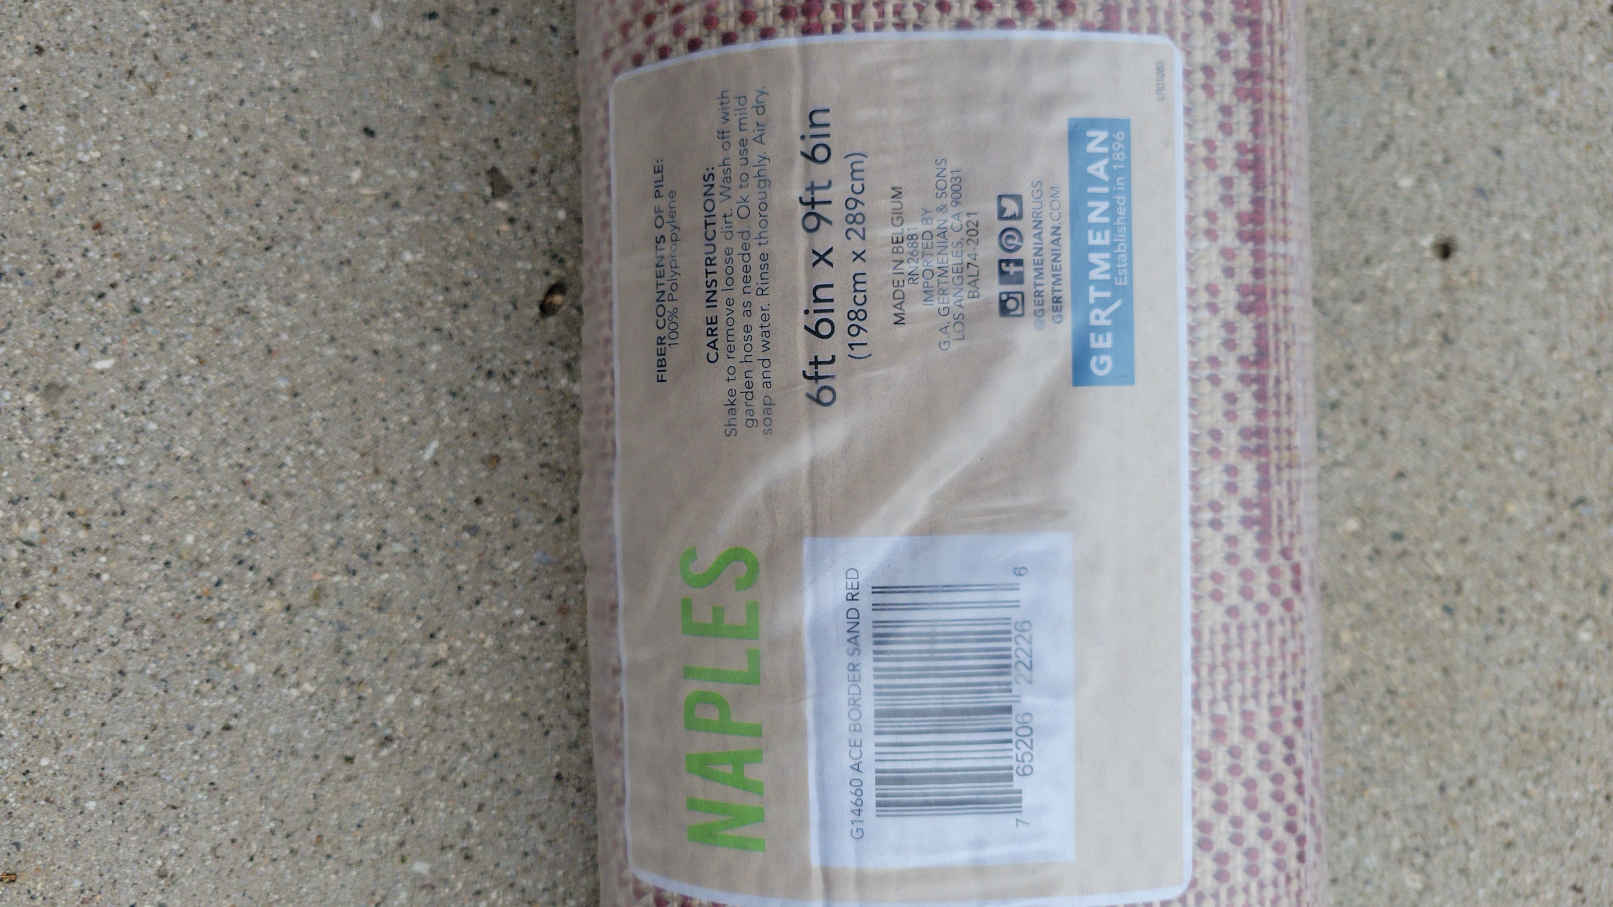 NAPLES
FIBER CONTENTS OF PILE:
100% Polypropylene
CARE INSTRUCTIONS:
Shake to remove loose dirt. Wash off with
garden hose as needed. Ok to use mild
soap and water. Rinse thoroughly. Air dry.
6ft 6in x 9ft 6in
(198cm x 289cm)
MADE IN BELGIUM
RN26881
IMPORTED BY
G.A. GERTMENIAN & SONS
LOS ANGELES, CA 90031
BAL74-2021
@GERTMENIANRUGS
GERTMENIAN.COM
GERTMENIAN
Established in 1896
G14660 ACE BORDER SAND RED
7 65206 22226 6